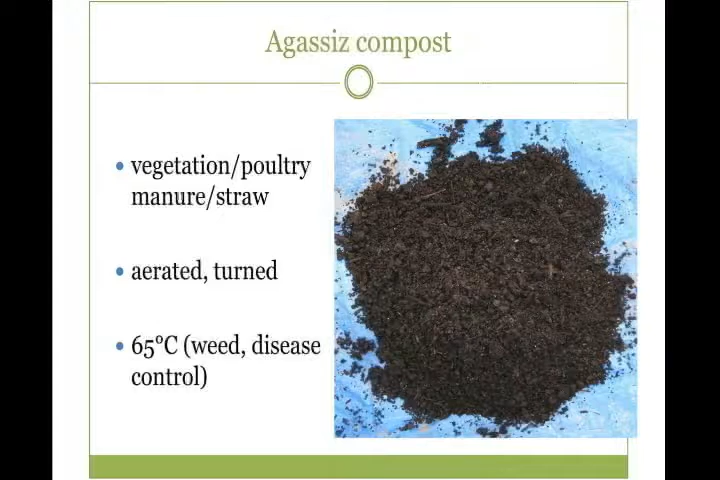 Agassiz compost
vegetation/poultry
manure/straw
aerated, turned
65°C (weed, disease
control)